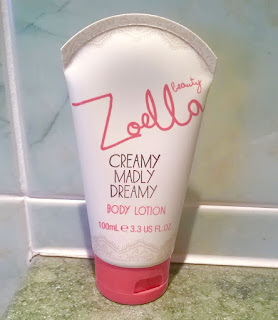 Zoella
beauty
CREAMY
MADLY
DREAMY
BODY LOTION
100mL e 3.3 US FL.OZ